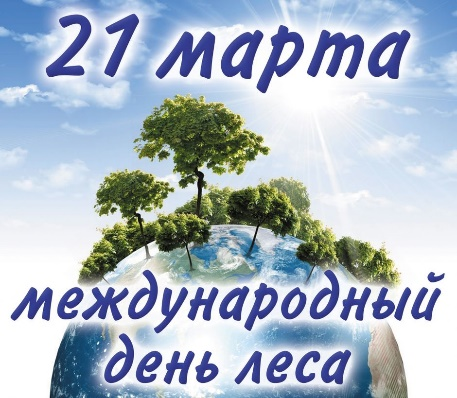 21 марта
международный
день леса